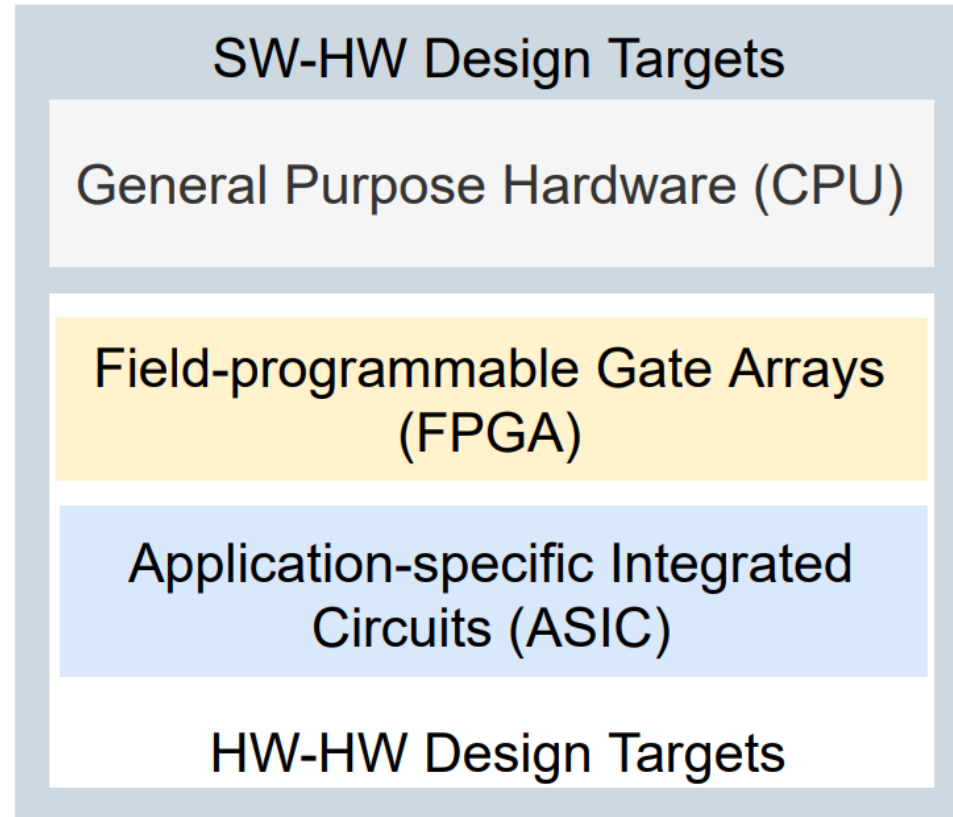 SW-HW Design Targets
General Purpose Hardware (CPU)
Field-programmable Gate Arrays
(FPGA)
Application-specific Integrated
Circuits (ASIC)
HW-HW Design Targets